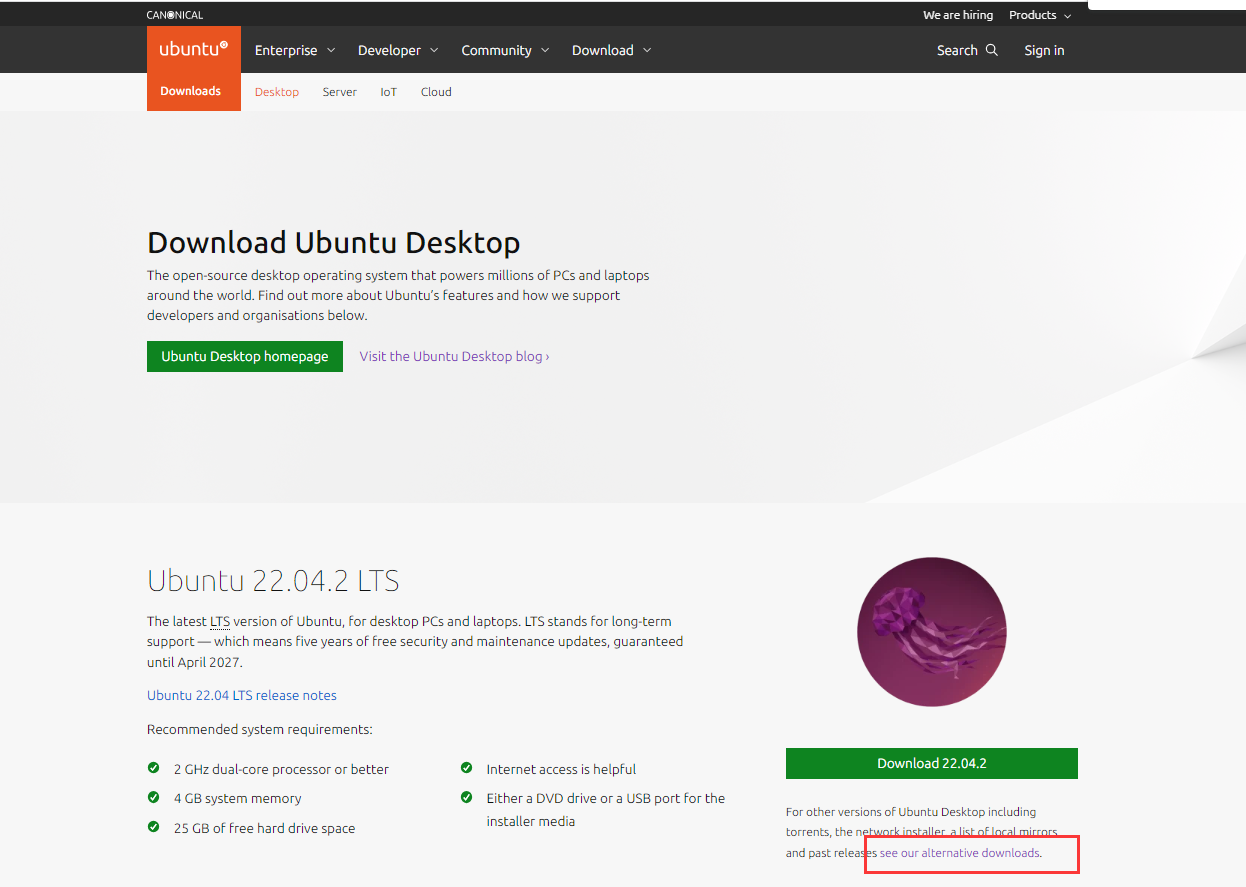 CANONICAL
We are hiring Products
ubuntu
Enterprise Developer Community Download
Search Sign in
Downloads
Desktop Server IoT Cloud
Download Ubuntu Desktop
The open-source desktop operating system that powers millions of PCs and laptops
around the world. Find out more about Ubuntu's features and how we support
developers and organisations below.
Ubuntu Desktop homepage
Visit the Ubuntu Desktop blog ›
Ubuntu 22.04.2 LTS
The latest LTS version of Ubuntu, for desktop PCs and laptops. LTS stands for long-term
support — which means five years of free security and maintenance updates, guaranteed
until April 2027.
Ubuntu 22.04 LTS release notes
Recommended system requirements:
2 GHz dual-core processor or better
4 GB system memory
25 GB of free hard drive space
Internet access is helpful
Either a DVD drive or a USB port for the
installer media
Download 22.04.2
For other versions of Ubuntu Desktop including
torrents, the network installer, a list of local mirrors
and past releases see our alternative downloads.